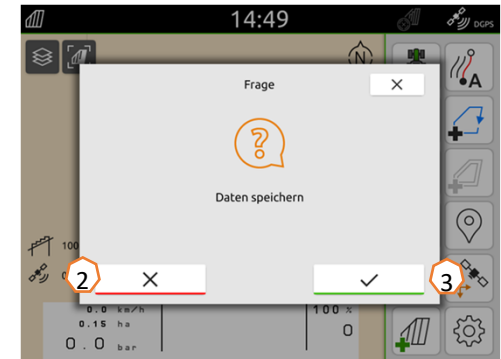 14:49
DGPS
A
N
Frage
Daten speichern
100
2
3
0.0 km/h
100 %
0.15 ha
0
0.0 bar